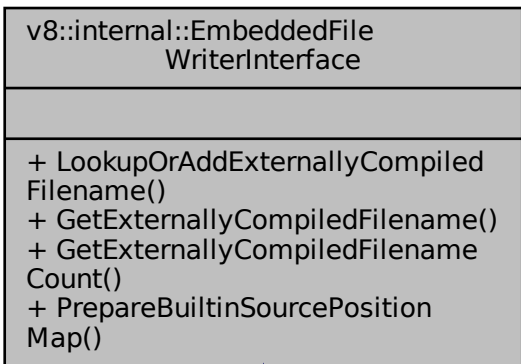 v8::internal::EmbeddedFile
WriterInterface
+ LookupOrAddExternallyCompiled
Filename()
+ GetExternallyCompiledFilename()
+ GetExternallyCompiledFilename
Count()
+ PrepareBuiltinSourcePosition
Map()